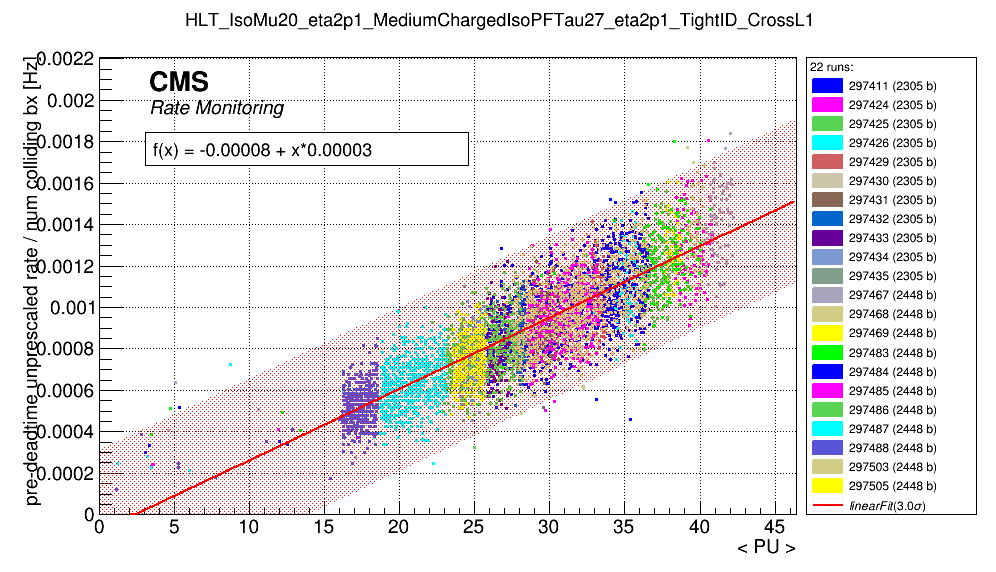 HLT_IsoMu20_eta2p1_MediumChargedIsoPFTau27_eta2p1_TightID_CrossL1
pre-deadtime unprescaled rate / num colliding bx [Hz]
0.0022
0.002
0.0018
0.0016
0.0014
0.0012
0.001
0.0008
0.0006
0.0004
0.0002
0
CMS
Rate Monitoring
f(x) = -0.00008 + x*0.00003
0 5 10 15 20 25 30 35 40 45
< PU >
22 runs:
297411 (2305 b)
297424 (2305 b)
297425 (2305 b)
297426 (2305 b)
297429 (2305 b)
297430 (2305 b)
297431 (2305 b)
297432 (2305 b)
297433 (2305 b)
297434 (2305 b)
297435 (2305 b)
297467 (2448 b)
297468 (2448 b)
297469 (2448 b)
297483 (2448 b)
297484 (2448 b)
297485 (2448 b)
297486 (2448 b)
297487 (2448 b)
297488 (2448 b)
297503 (2448 b)
297505 (2448 b)
linearFit(3.0σ)